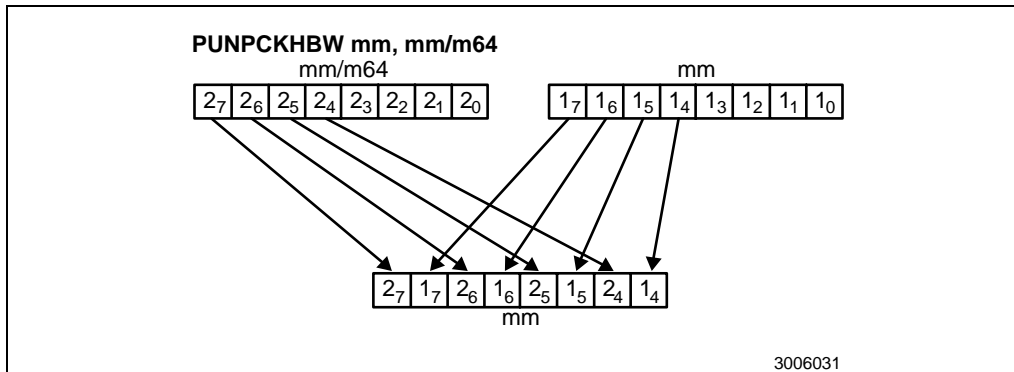 PUNPCKHBW mm, mm/m64
mm/m64 mm
2₇ 2₆ 2₅ 2₄ 2₃ 2₂ 2₁ 2₀ 1₇ 1₆ 1₅ 1₄ 1₃ 1₂ 1₁ 1₀
2₇ 1₇ 2₆ 1₆ 2₅ 1₅ 2₄ 1₄
mm
3006031